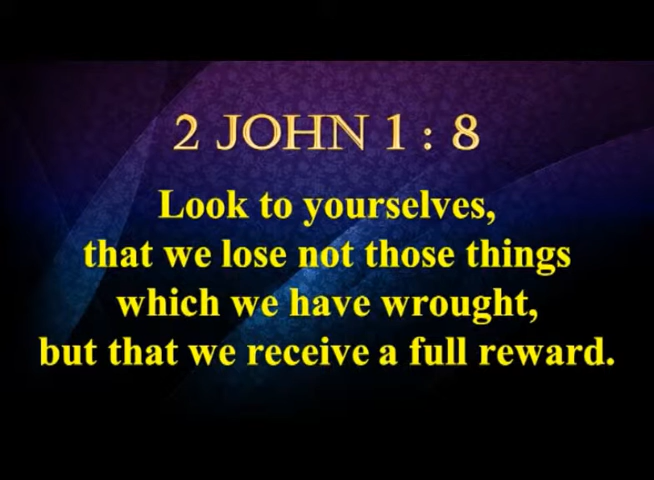 2 JOHN 1 : 8
Look to yourselves,
that we lose not those things
which we have wrought,
but that we receive a full reward.